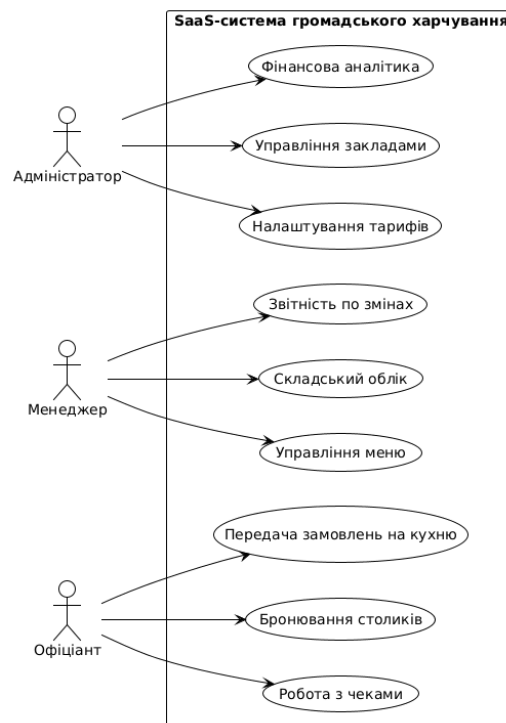 SaaS-система громадського харчування
Фінансова аналітика
Управління закладами
Адміністратор
Налаштування тарифів
Звітність по змінах
Складський облік
Менеджер
Управління меню
Передача замовлень на кухню
Бронювання столиків
Офіціант
Робота з чеками